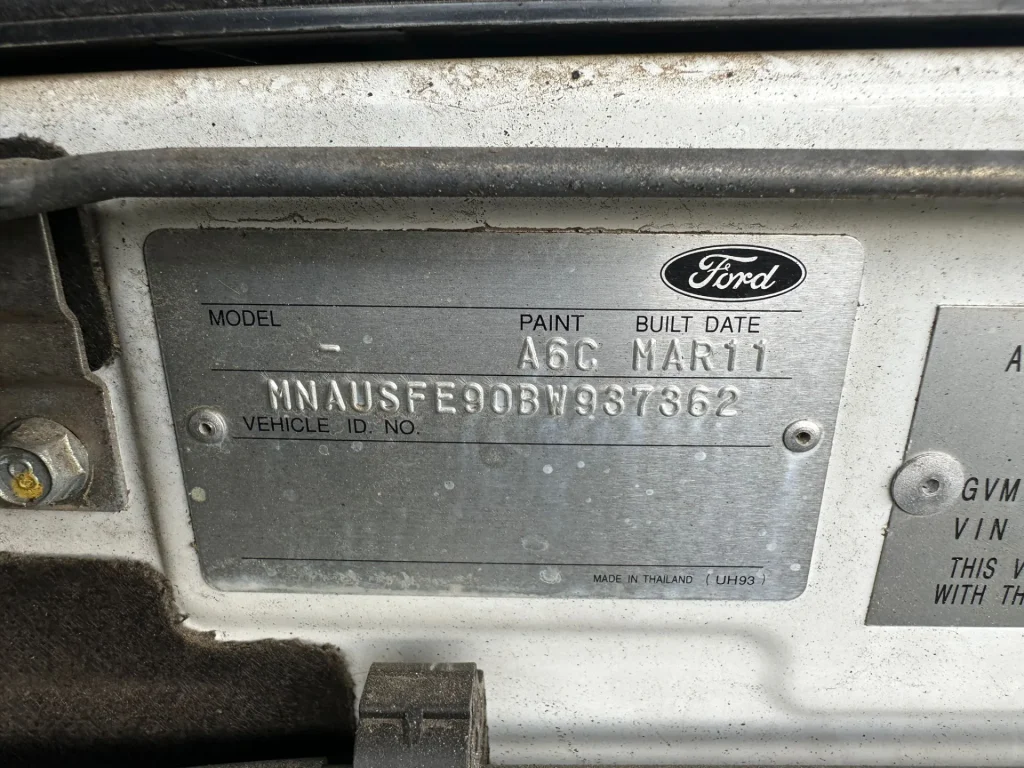 Ford
MODEL PAINT BUILT DATE
- A6C MAR11
MNAUSFE90BW937362
VEHICLE ID. NO.
MADE IN THAILAND (UH93)
A
GVM
VIN
THIS V
WITH TH